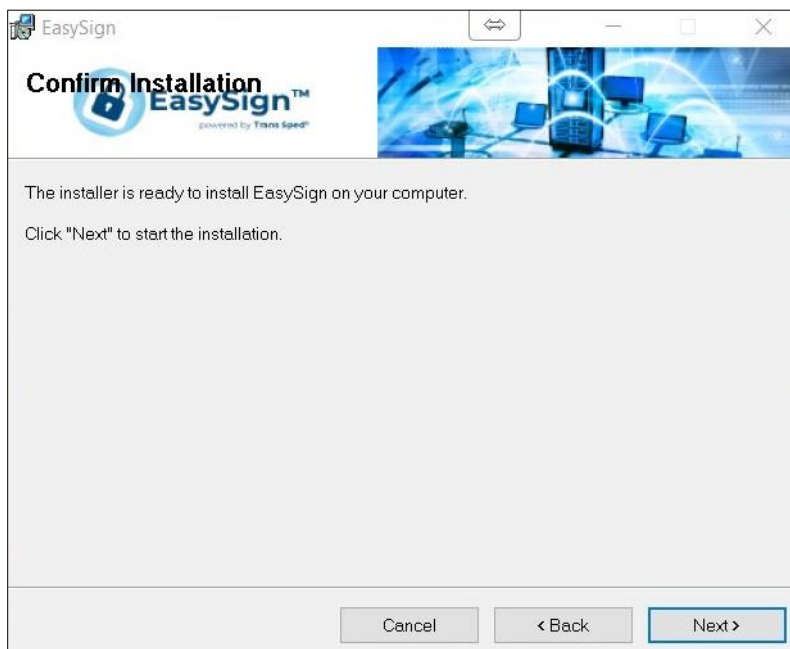 EasySign
Confirm Installation
EasySign™
powered by Trans Sped®
The installer is ready to install EasySign on your computer.
Click "Next" to start the installation.
Cancel
< Back
Next >